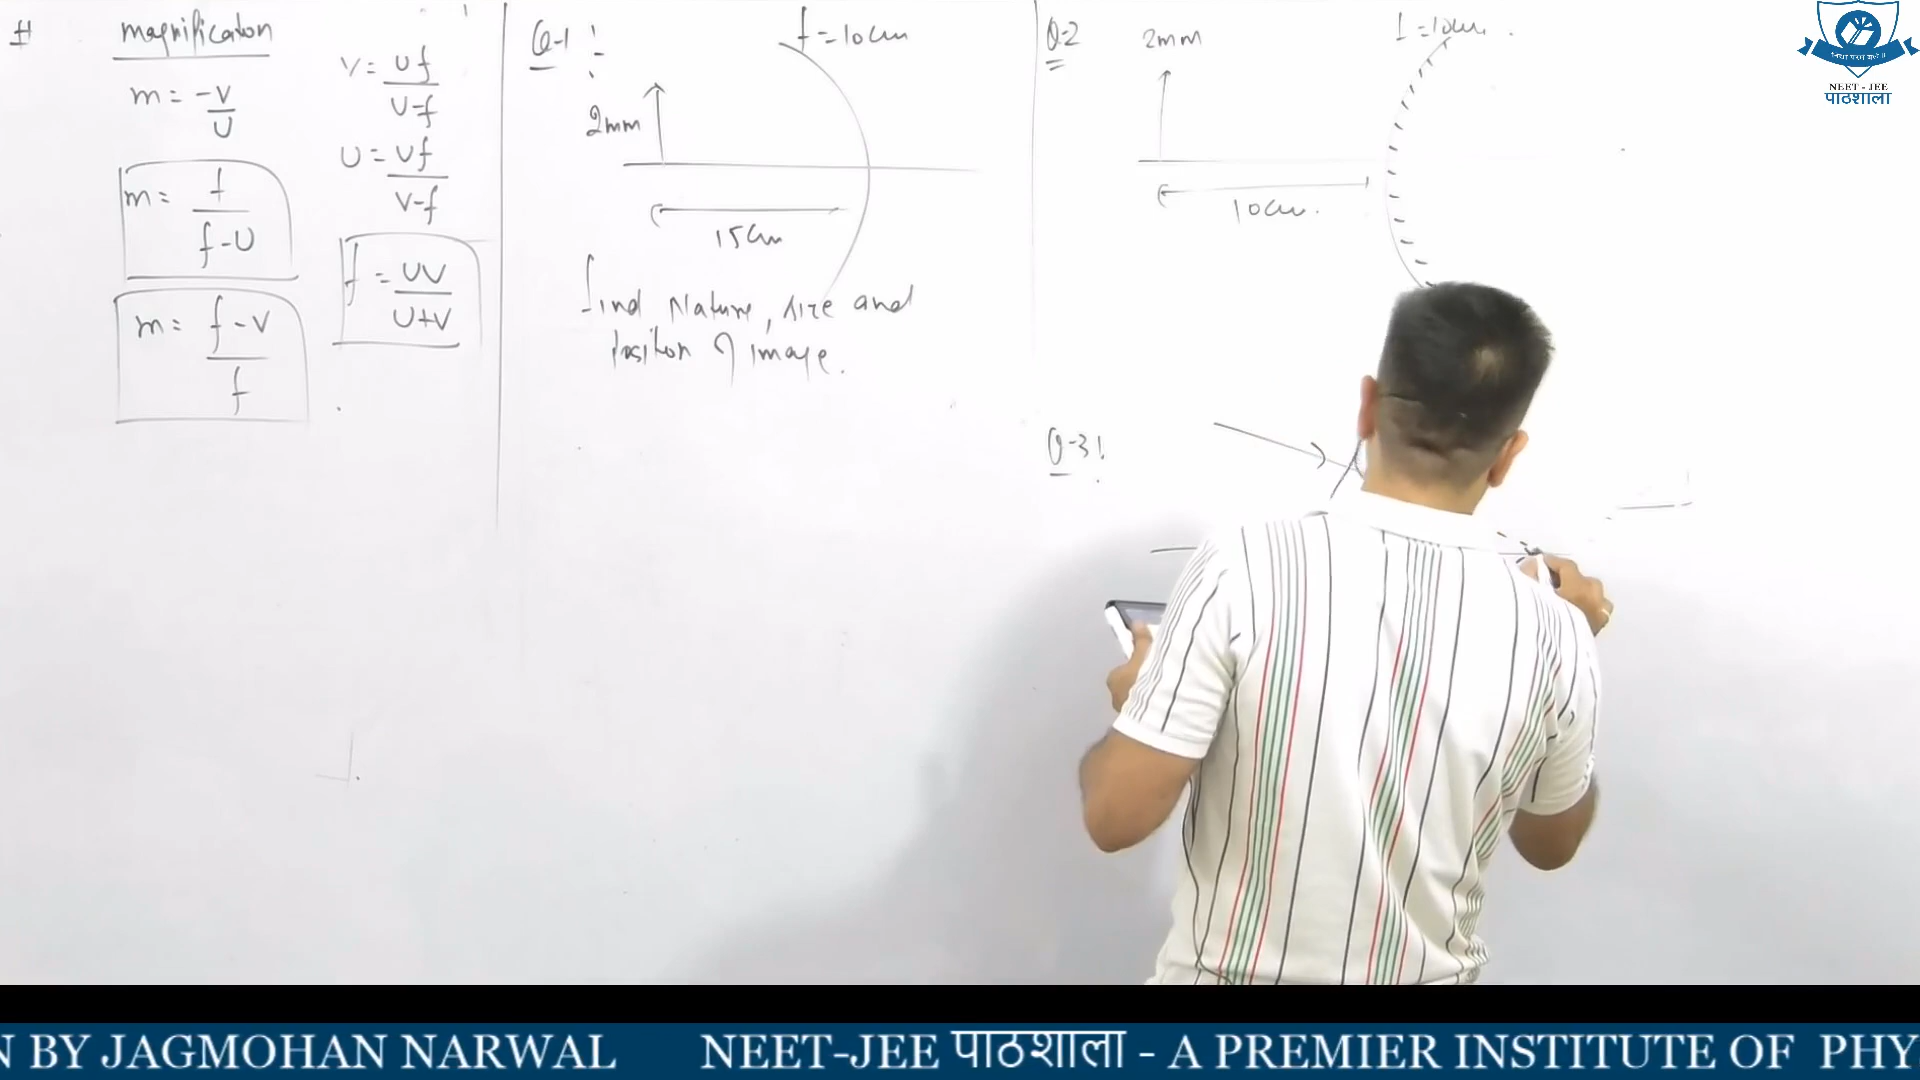 #
magnification
m = -v/u
m = f/f-u
m = f-v/f
v = uf/u-f
u = vf/v-f
f = uv/u+v
Q-1 :
f = 10cm
2mm
15cm
find Nature, size and
Position of image.
Q-2
2mm
f = 10cm.
10cm.
Q-3 :
NEET - JEE
पाठशाला
N BY JAGMOHAN NARWAL NEET-JEE पाठशाला - A PREMIER INSTITUTE OF PHY